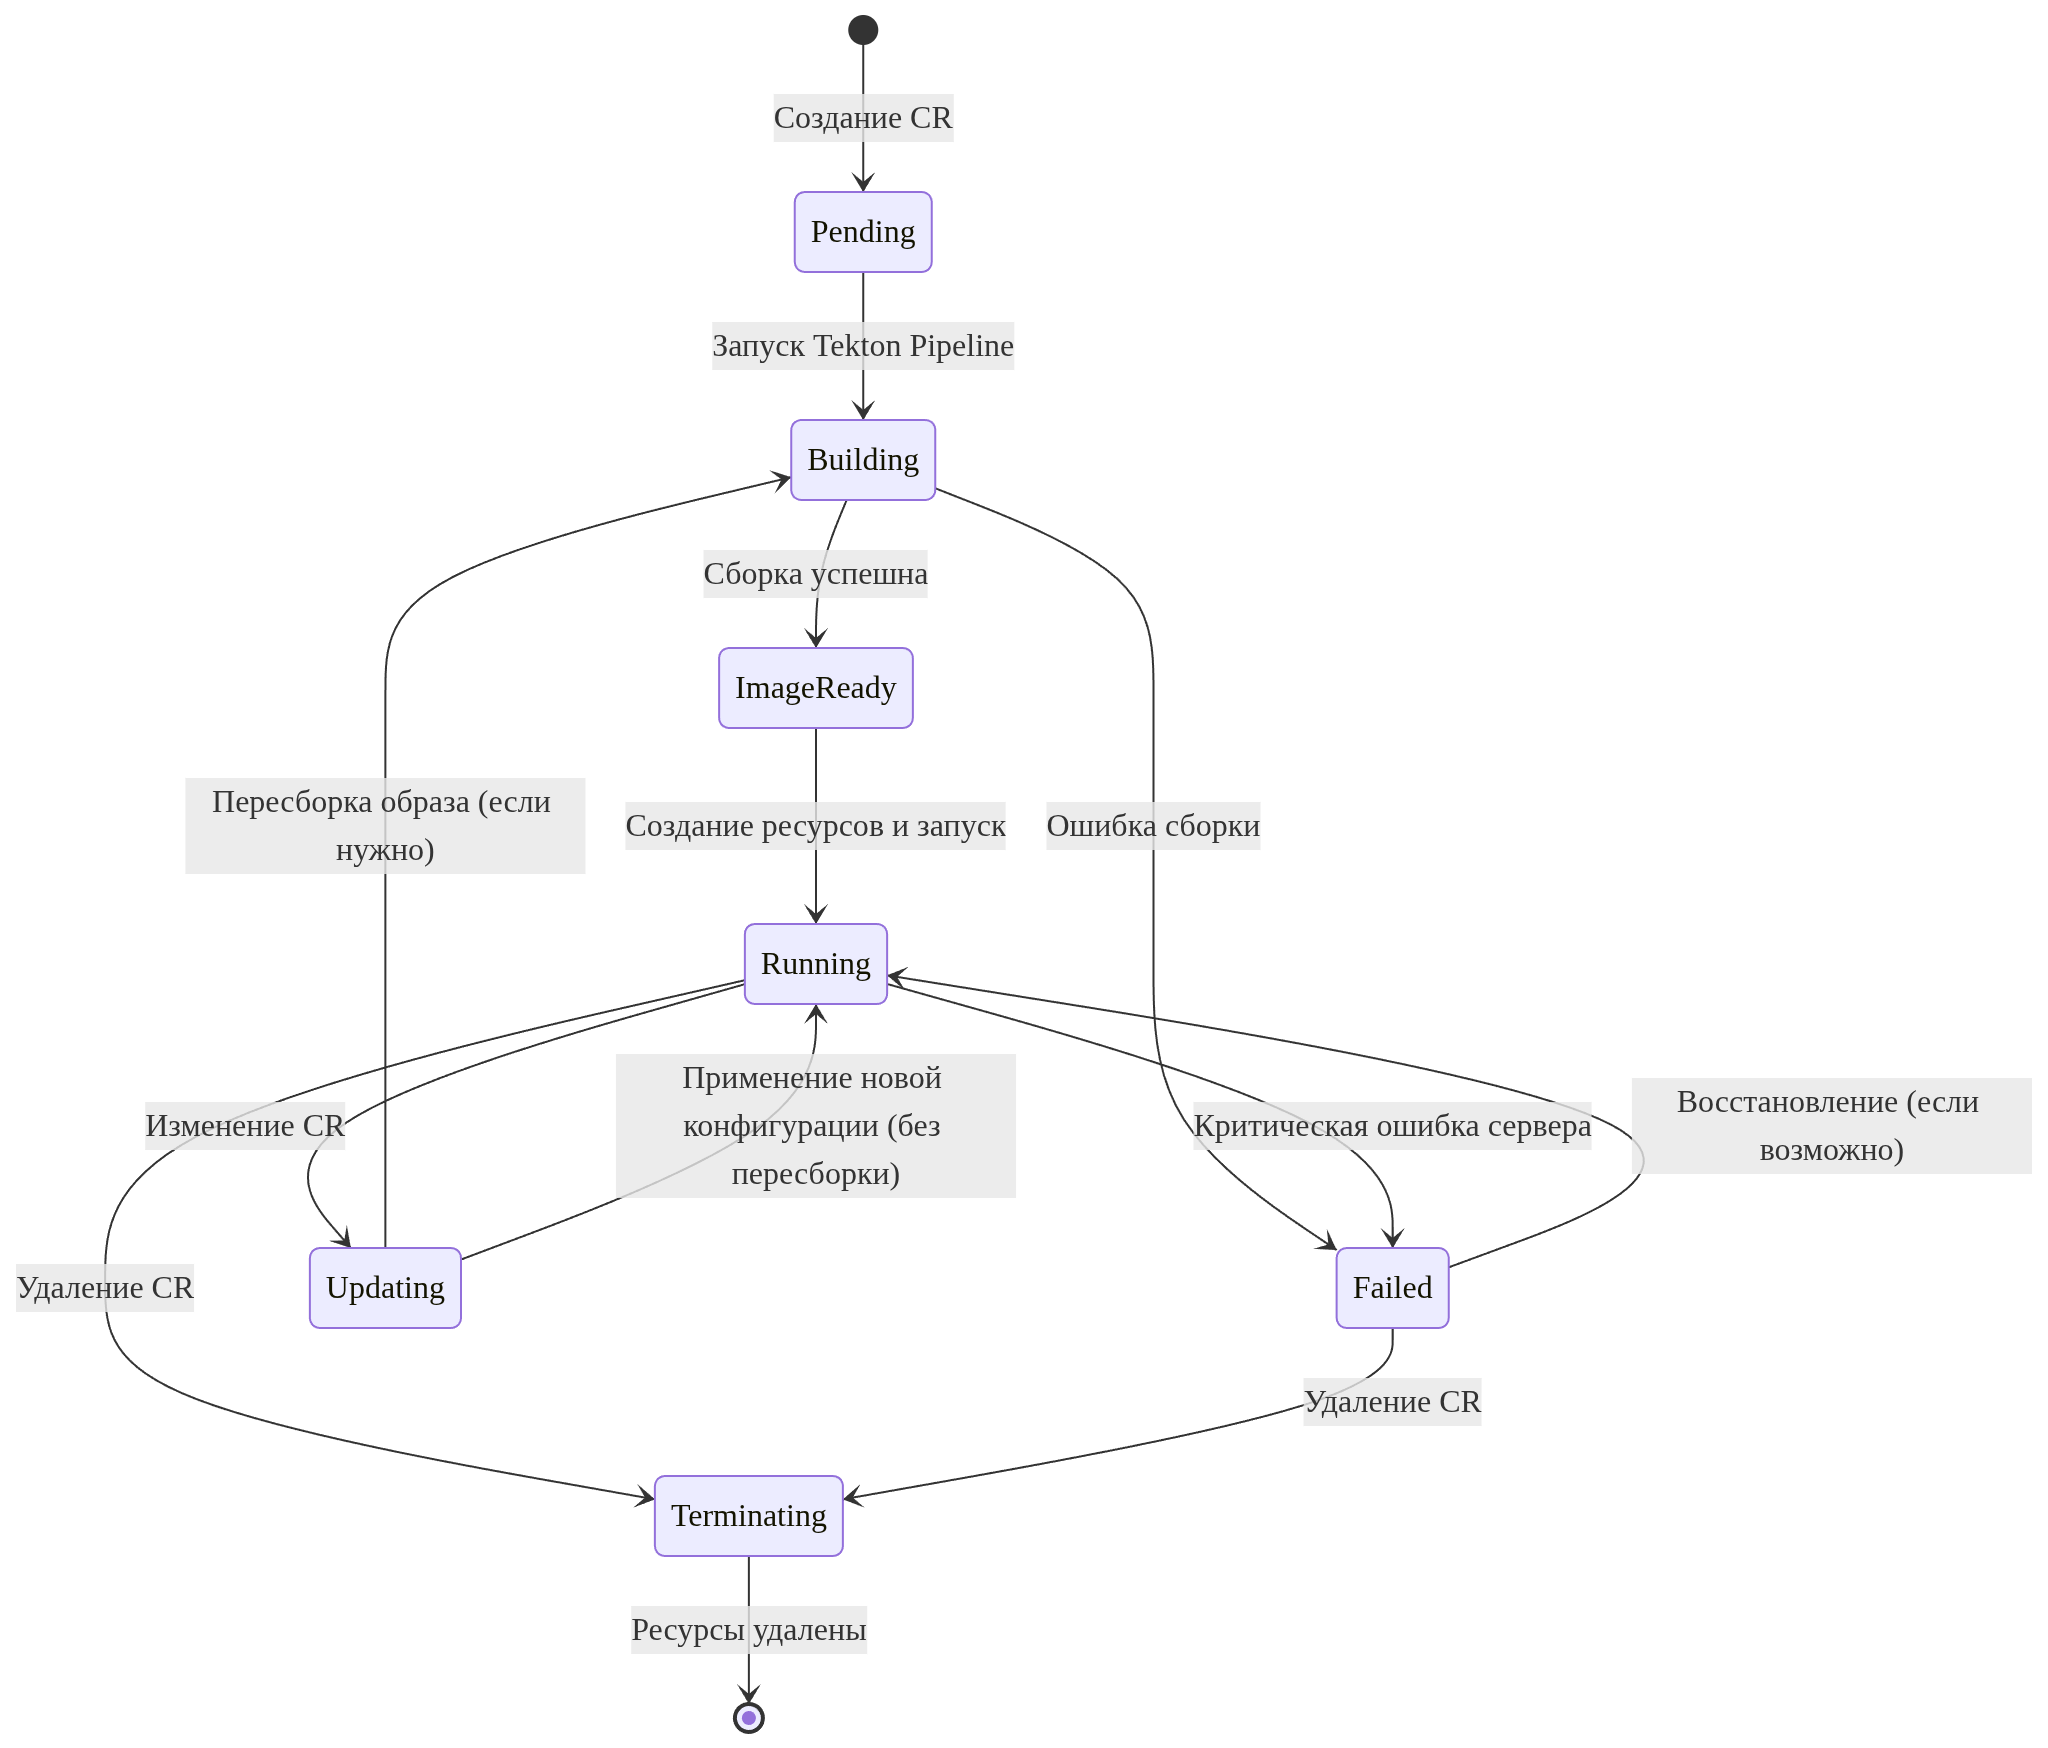 Создание CR
Pending
Запуск Tekton Pipeline
Building
Сборка успешна
ImageReady
Пересборка образа (если
нужно)
Создание ресурсов и запуск
Ошибка сборки
Running
Изменение CR
Применение новой
конфигурации (без
пересборки)
Критическая ошибка сервера
Восстановление (если
возможно)
Удаление CR
Updating
Failed
Удаление CR
Terminating
Ресурсы удалены